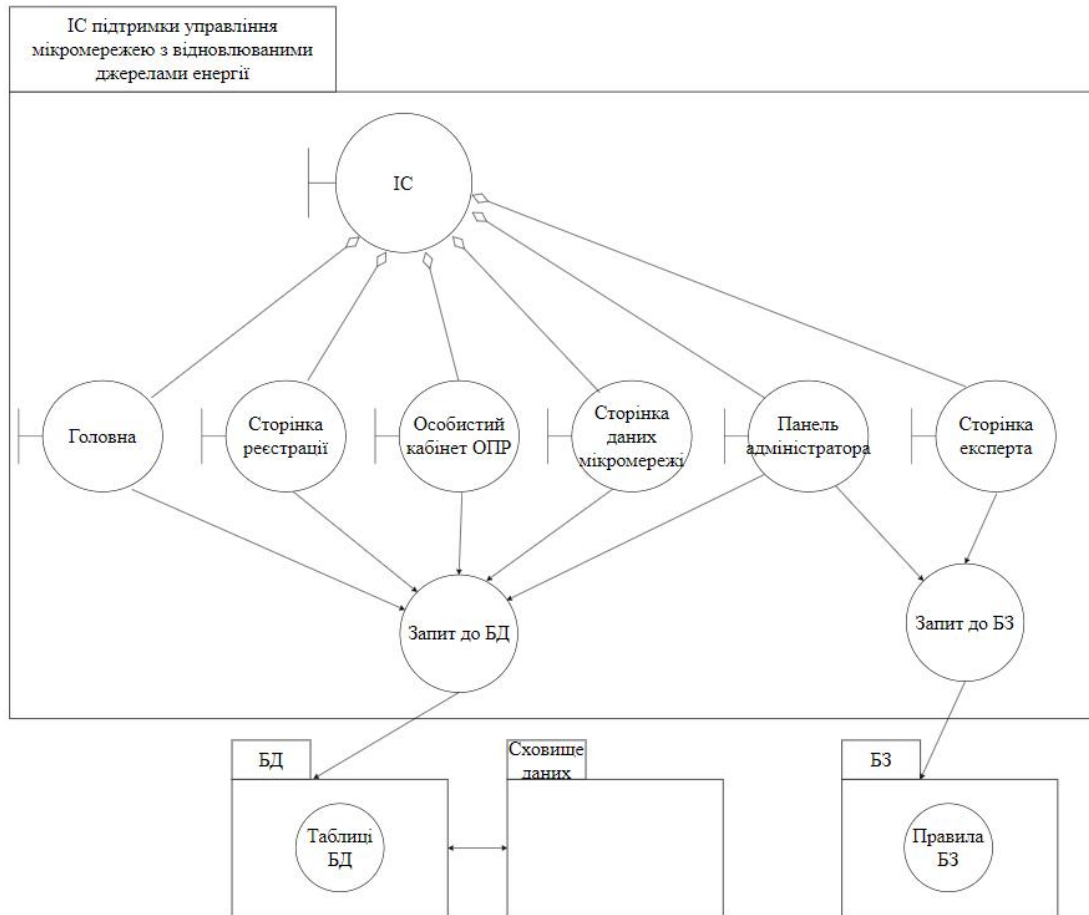 ІС підтримки управління
мікромережею з відновлюваними
джерелами енергії
ІС
Головна
Сторінка
реєстрації
Особистий
кабінет ОПР
Сторінка
даних
мікромережі
Панель
адміністратора
Сторінка
експерта
Запит до БД
Запит до БЗ
БД
Сховище
даних
БЗ
Таблиці
БД
Правила
БЗ